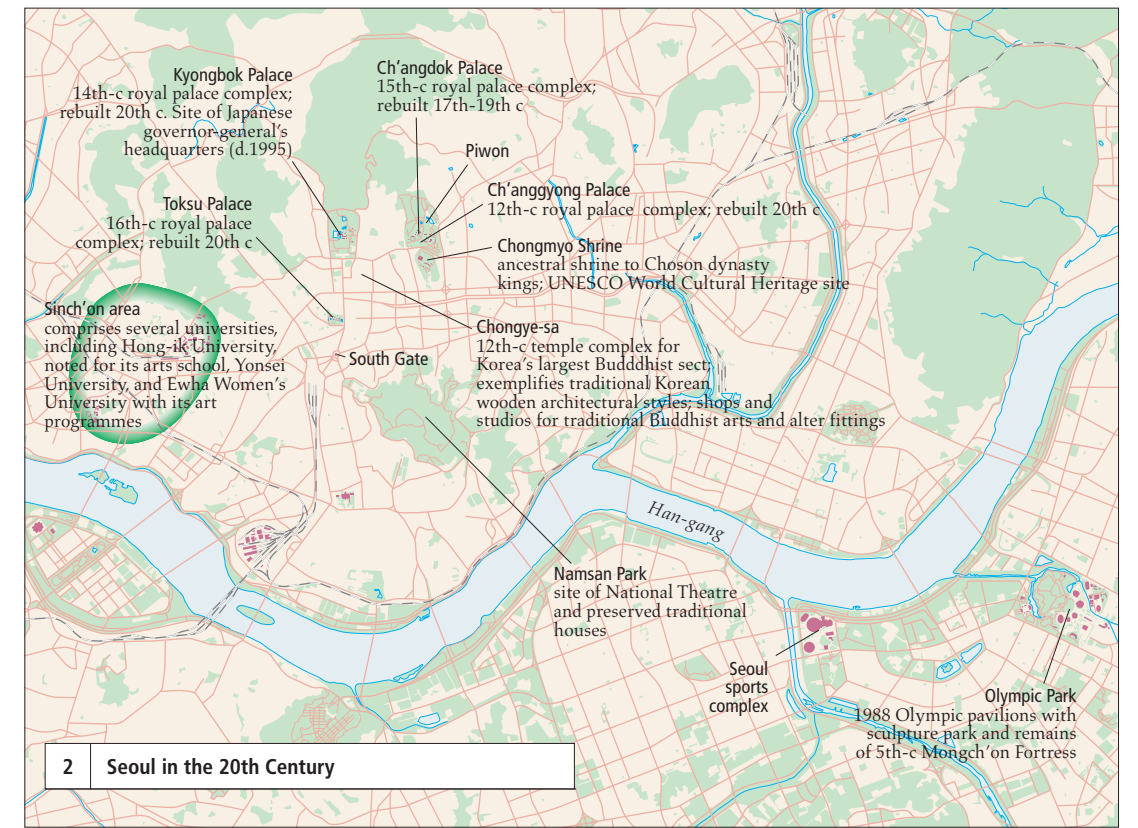 Kyongbok Palace
14th-c royal palace complex;
rebuilt 20th c. Site of Japanese
governor-general's
headquarters (d.1995)
Ch'angdok Palace
15th-c royal palace complex;
rebuilt 17th-19th c
Piwon
Ch'anggyong Palace
12th-c royal palace complex; rebuilt 20th c
Toksu Palace
16th-c royal palace
complex; rebuilt 20th c
Chongmyo Shrine
ancestral shrine to Choson dynasty
kings; UNESCO World Cultural Heritage site
Sinch'on area
comprises several universities,
including Hong-ik University,
noted for its arts school, Yonsei
University, and Ewha Women's
University with its art
programmes
South Gate
Chongye-sa
12th-c temple complex for
Korea's largest Budddhist sect;
exemplifies traditional Korean
wooden architectural styles; shops and
studios for traditional Buddhist arts and alter fittings
Han-gang
Namsan Park
site of National Theatre
and preserved traditional
houses
Seoul
sports
complex
Olympic Park
1988 Olympic pavilions with
sculpture park and remains
of 5th-c Mongch'on Fortress
2 Seoul in the 20th Century